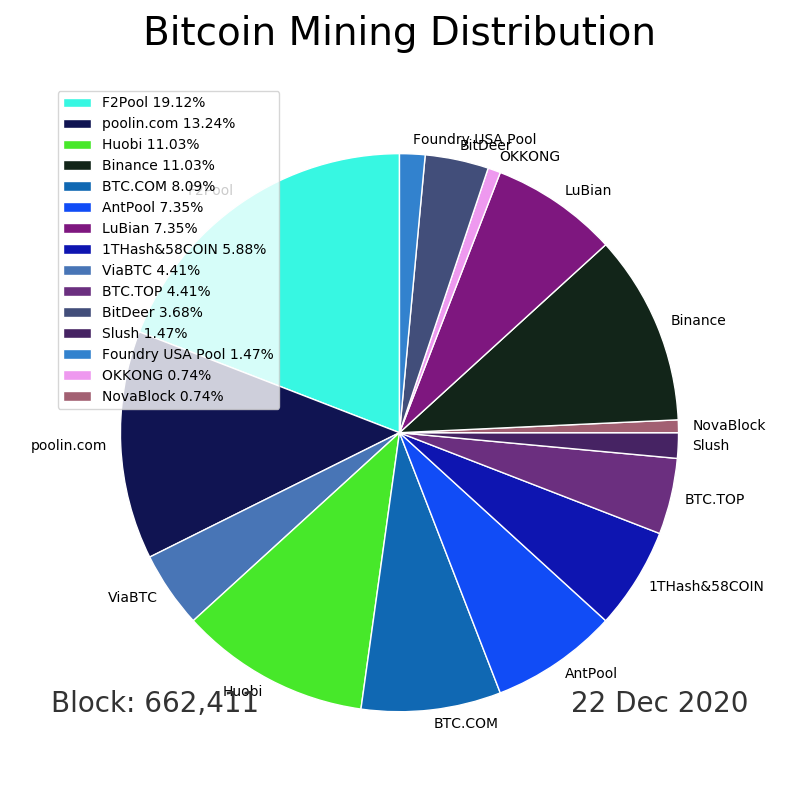 Bitcoin Mining Distribution
F2Pool 19.12%
poolin.com 13.24%
Huobi 11.03%
Binance 11.03%
BTC.COM 8.09%
AntPool 7.35%
LuBian 7.35%
1THash&58COIN 5.88%
ViaBTC 4.41%
BTC.TOP 4.41%
BitDeer 3.68%
Slush 1.47%
Foundry USA Pool 1.47%
OKKONG 0.74%
NovaBlock 0.74%
Foundry USA Pool
BitDeer
OKKONG
LuBian
Binance
NovaBlock
Slush
BTC.TOP
1THash&58COIN
AntPool
BTC.COM
Huobi
ViaBTC
poolin.com
F2Pool
Block: 662,411
22 Dec 2020